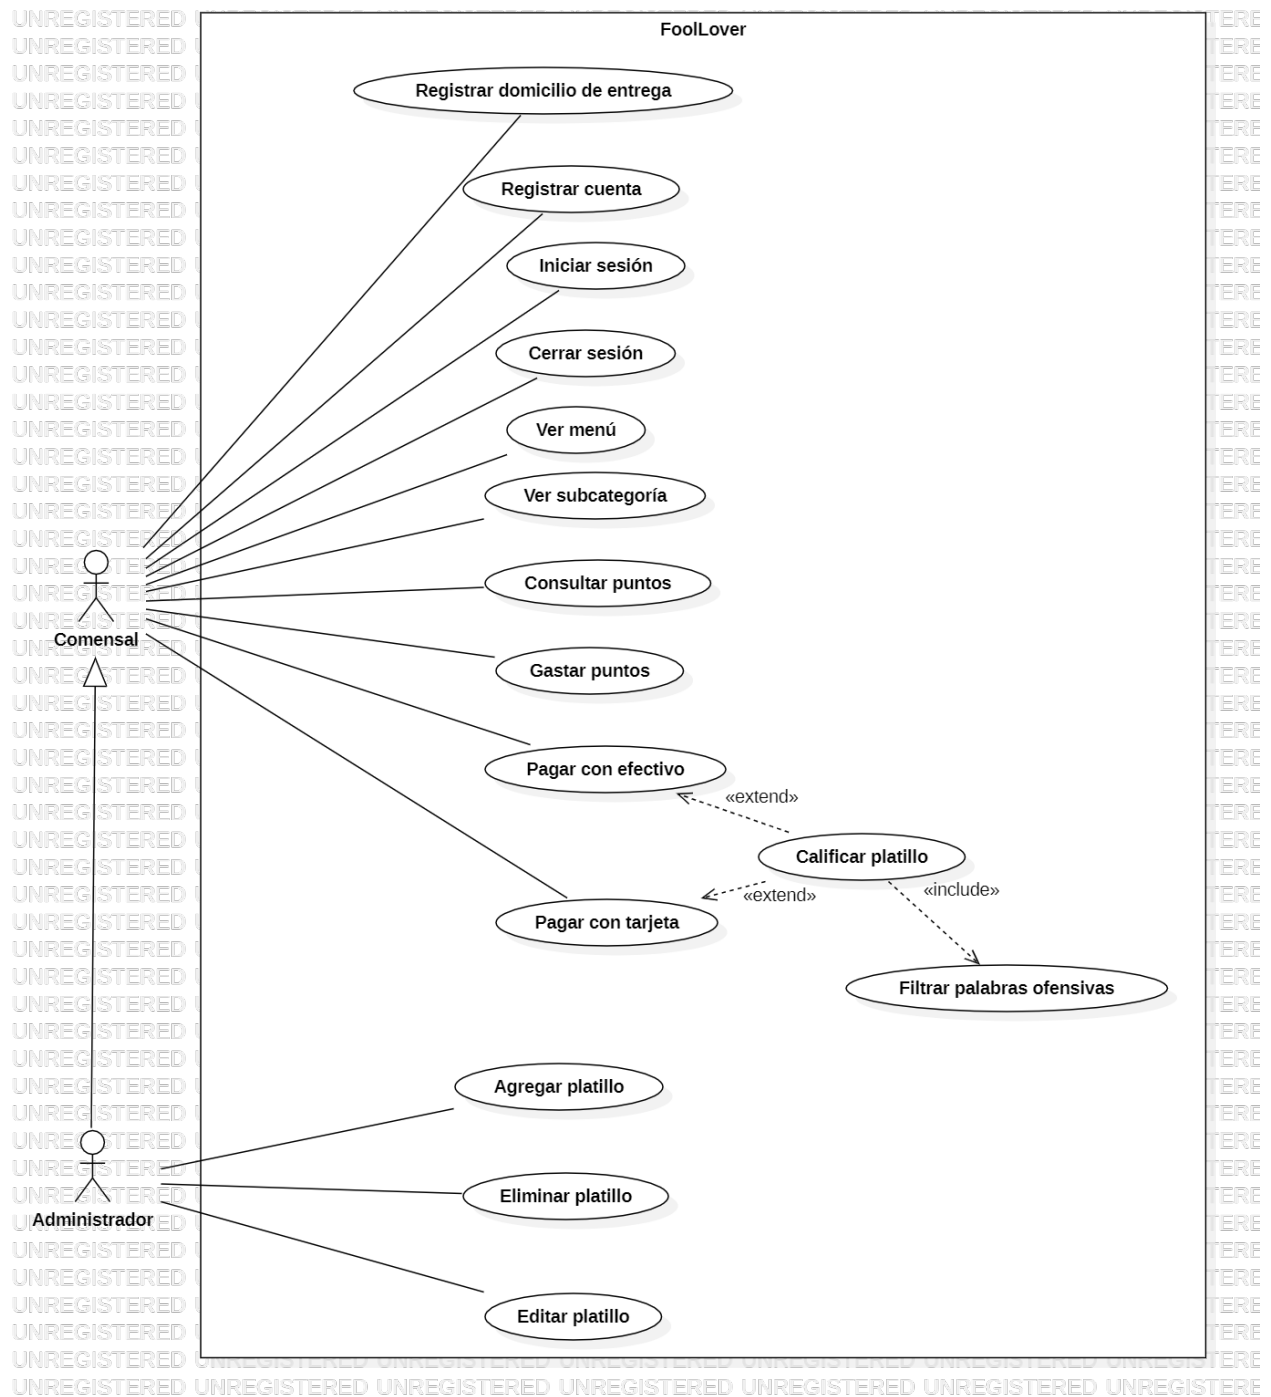 FoolLover
Registrar domicilio de entrega
Registrar cuenta
Iniciar sesión
Cerrar sesión
Ver menú
Ver subcategoría
Consultar puntos
Comensal
Gastar puntos
Pagar con efectivo
«extend»
Calificar platillo
«extend»
«include»
Pagar con tarjeta
Filtrar palabras ofensivas
Agregar platillo
Eliminar platillo
Administrador
Editar platillo
UNREGISTERED UNREGISTERED UNREGISTERED UNREGISTERED UNREGISTERED UNREGISTERED UNREGISTERED